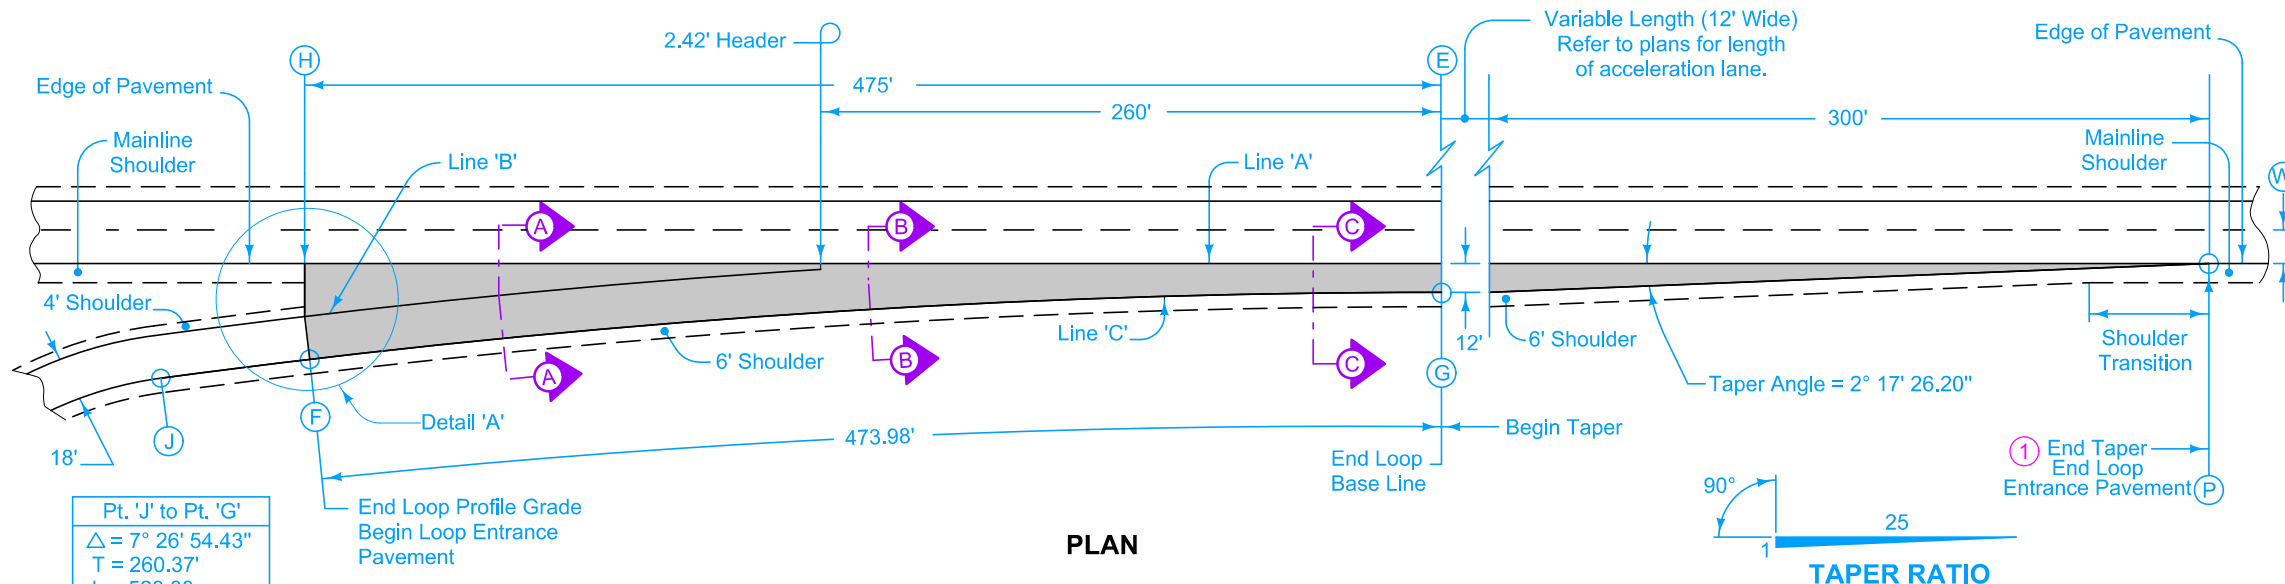 2.42' Header
Variable Length (12' Wide)
Refer to plans for length
of acceleration lane.
Edge of Pavement
H
E
Edge of Pavement
475'
260'
300'
Mainline
Shoulder
Line 'B'
Line 'A'
Mainline
Shoulder
W
A
B
C
4' Shoulder
Line 'C'
12'
6' Shoulder
6' Shoulder
Shoulder
Transition
A
B
C
G
Taper Angle = 2° 17' 26.20"
J
F
Detail 'A'
18'
473.98'
Begin Taper
End Loop
Base Line
1 End Taper
End Loop
Entrance Pavement P
Pt. 'J' to Pt. 'G'
△ = 7° 26' 54.43"
T = 260.37'
End Loop Profile Grade
Begin Loop Entrance
Pavement
PLAN
90°
25
1
TAPER RATIO